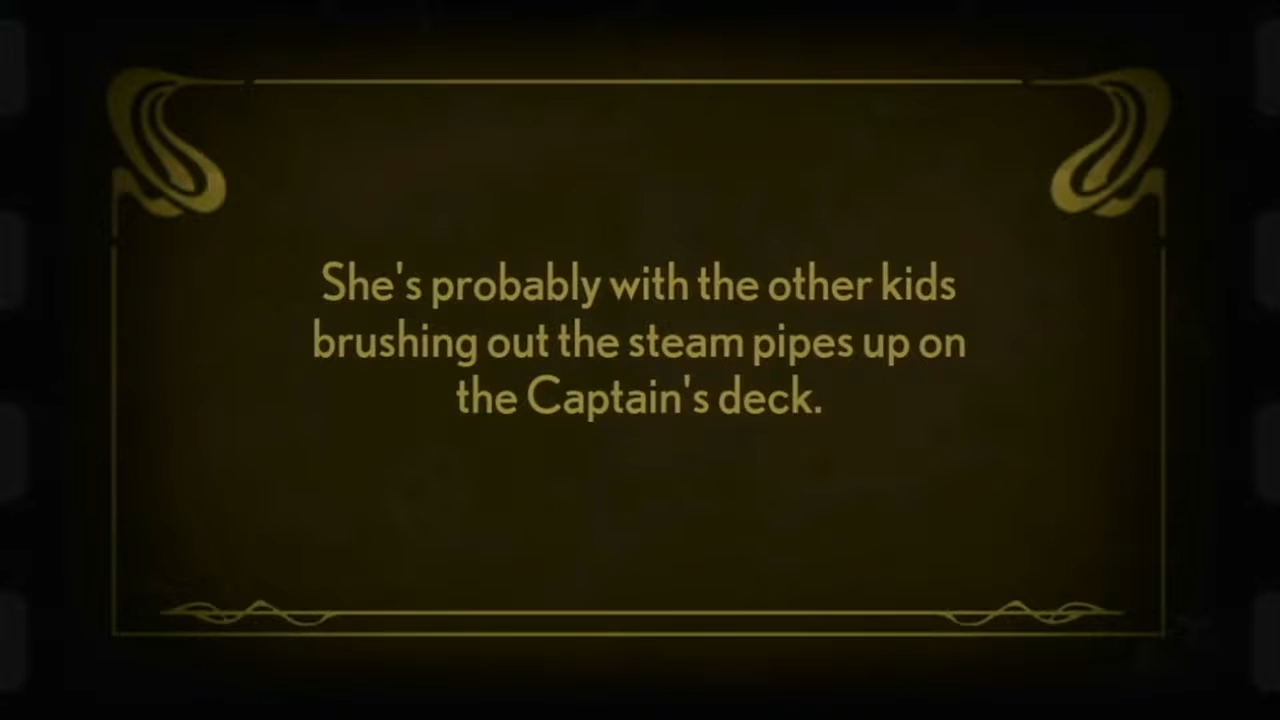 She's probably with the other kids
brushing out the steam pipes up on
the Captain's deck.